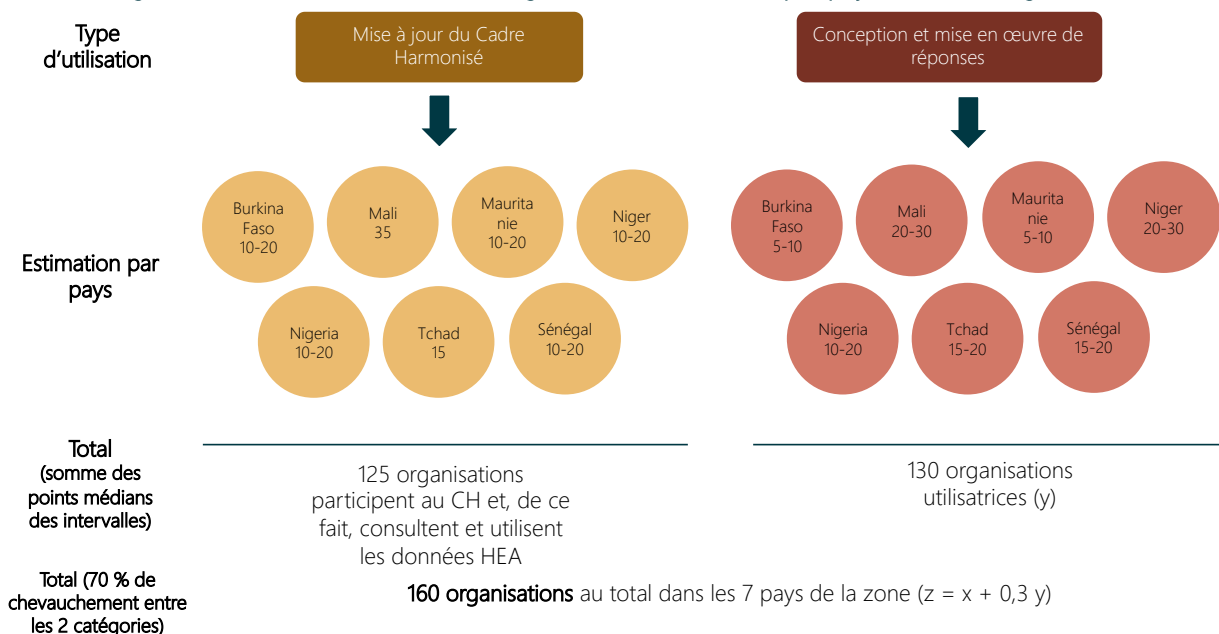 Type
d'utilisation
Mise à jour du Cadre
Harmonisé
Conception et mise en œuvre de
réponses
Estimation par
pays
Burkina
Faso
10-20
Mali
35
Maurita
nie
10-20
Niger
10-20
Nigeria
10-20
Tchad
15
Sénégal
10-20
Burkina
Faso
5-10
Mali
20-30
Maurita
nie
5-10
Niger
20-30
Nigeria
10-20
Tchad
15-20
Sénégal
15-20
Total
(somme des
points médians
des intervalles)
125 organisations
participent au CH et, de ce
fait, consultent et utilisent
les données HEA
130 organisations
utilisatrices (y)
Total (70 % de
chevauchement entre
les 2 catégories)
160 organisations au total dans les 7 pays de la zone (z = x + 0,3 y)